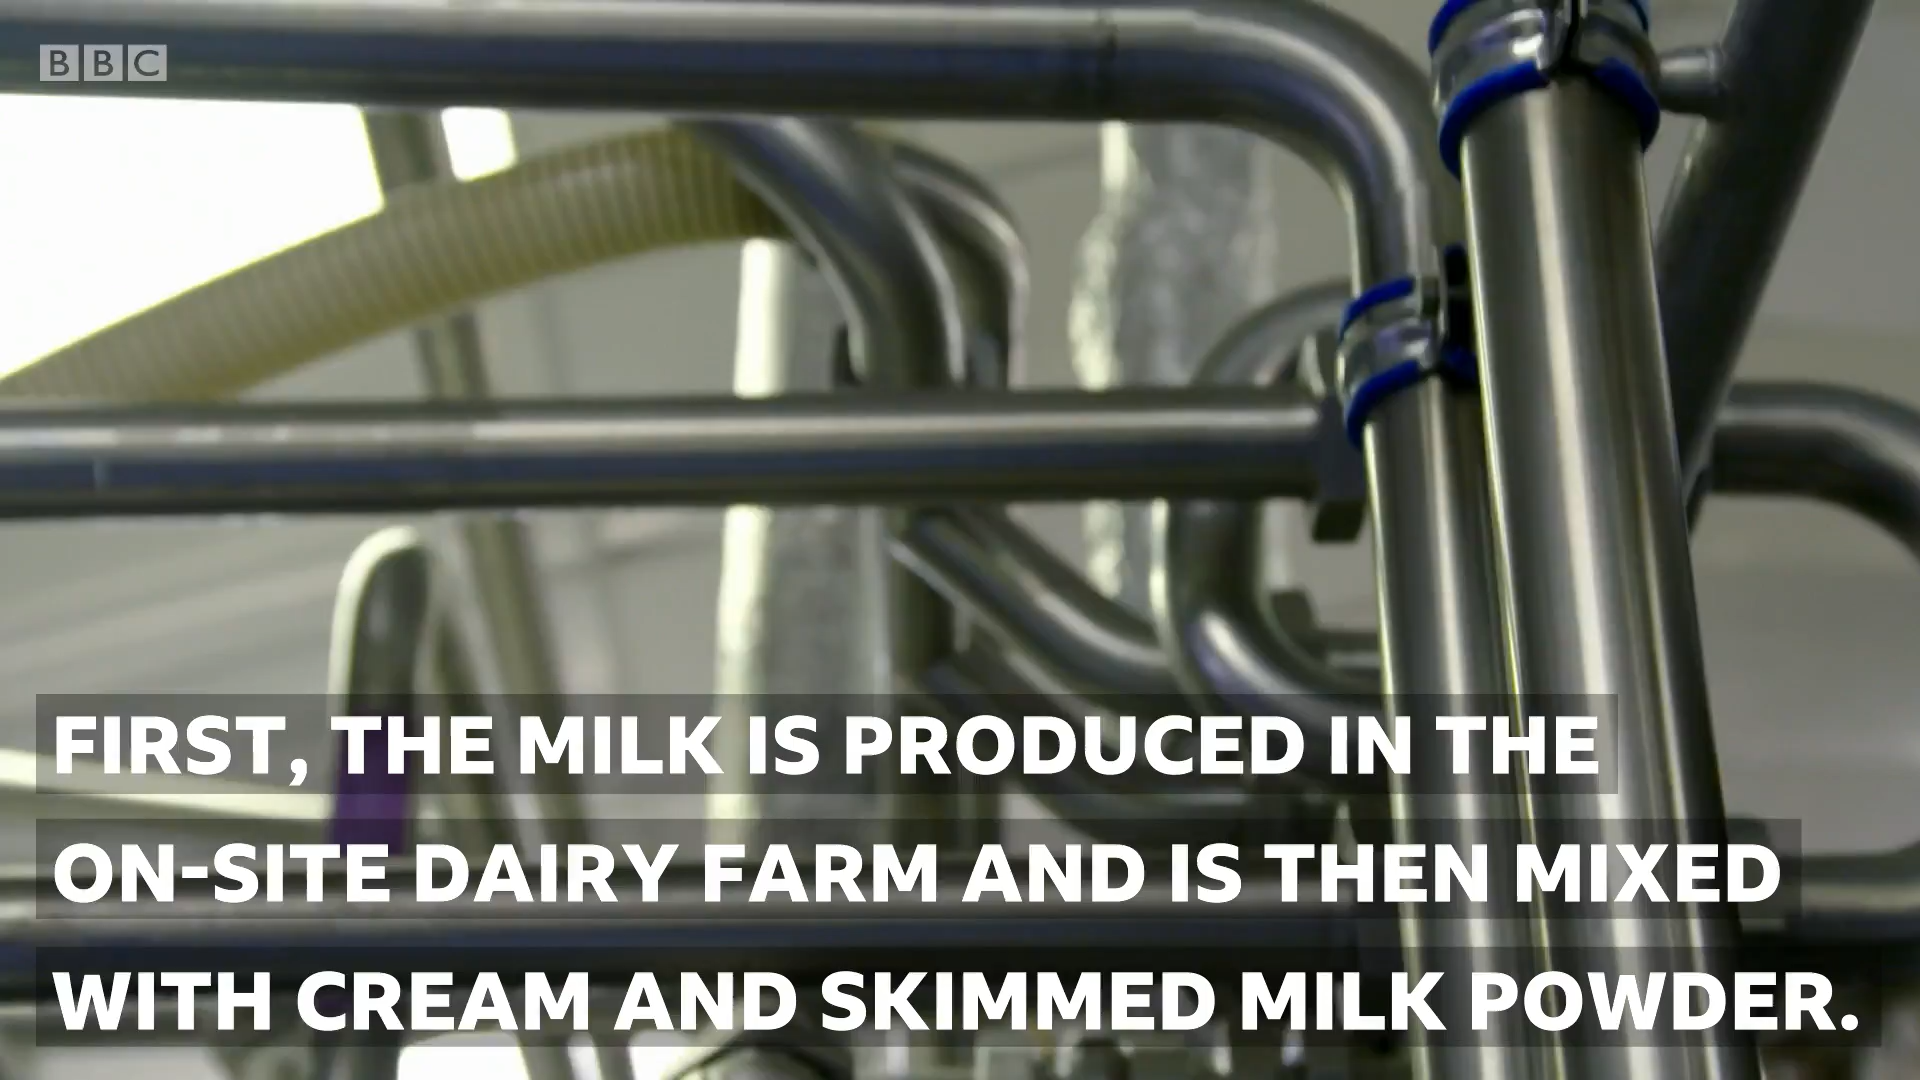 BBC
FIRST, THE MILK IS PRODUCED IN THE
ON-SITE DAIRY FARM AND IS THEN MIXED
WITH CREAM AND SKIMMED MILK POWDER.